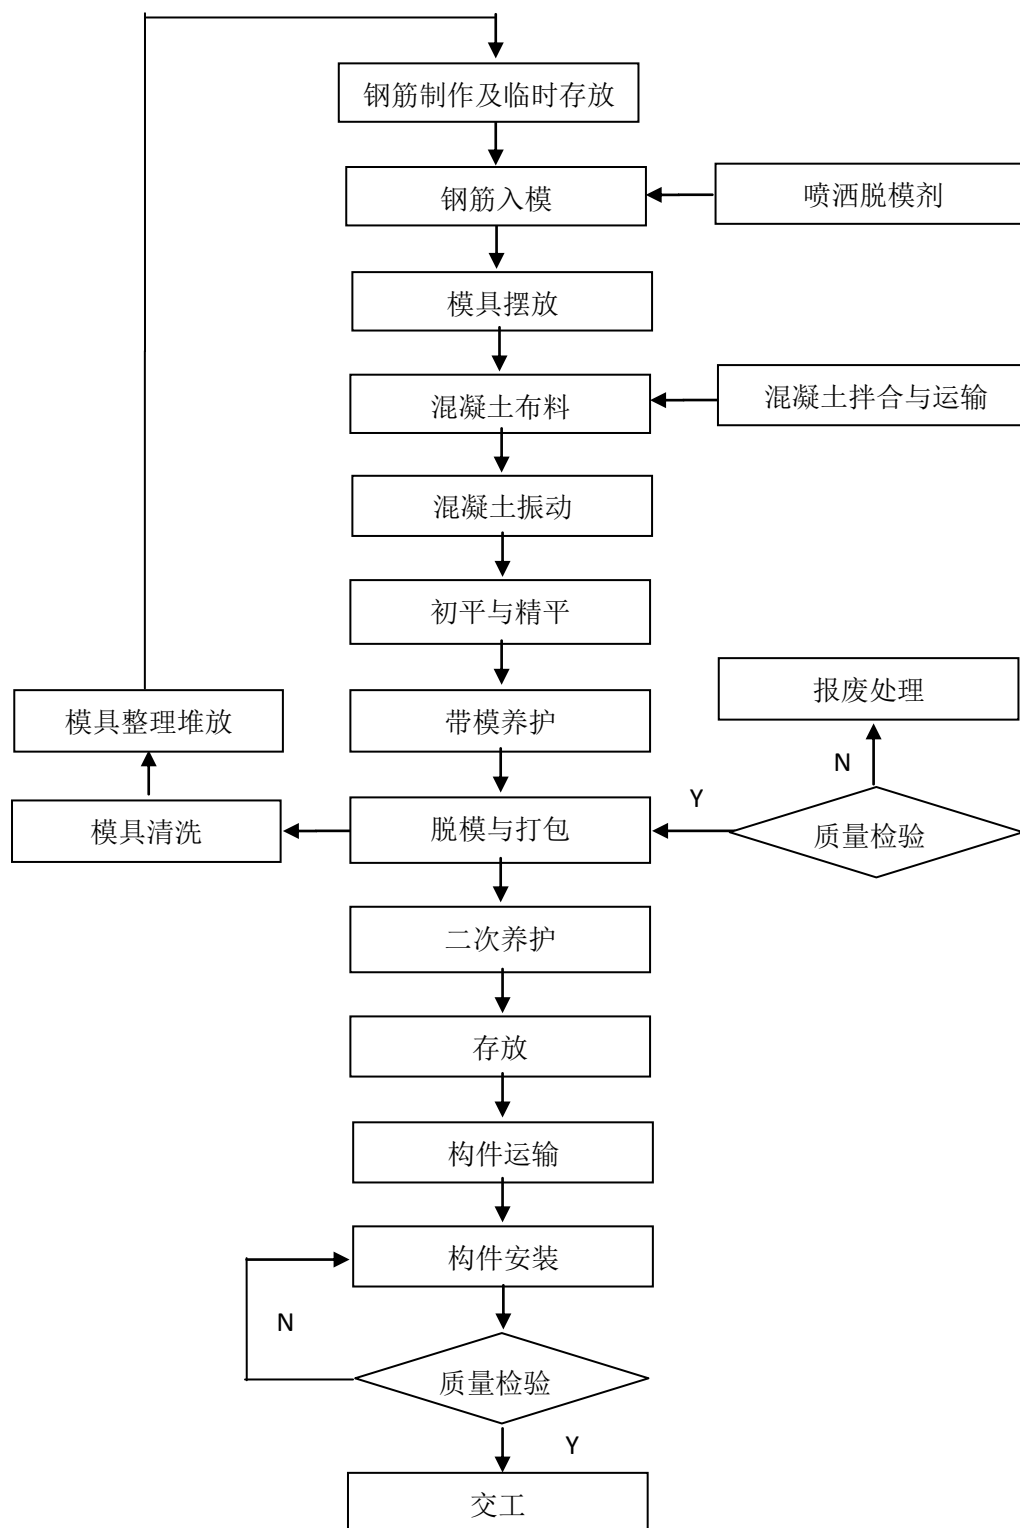 钢筋制作及临时存放
钢筋入模
喷洒脱模剂
模具摆放
混凝土布料
混凝土拌合与运输
混凝土振动
初平与精平
报废处理
模具整理堆放
带模养护
N
Y
模具清洗
脱模与打包
质量检验
二次养护
存放
构件运输
构件安装
N
质量检验
Y
交工